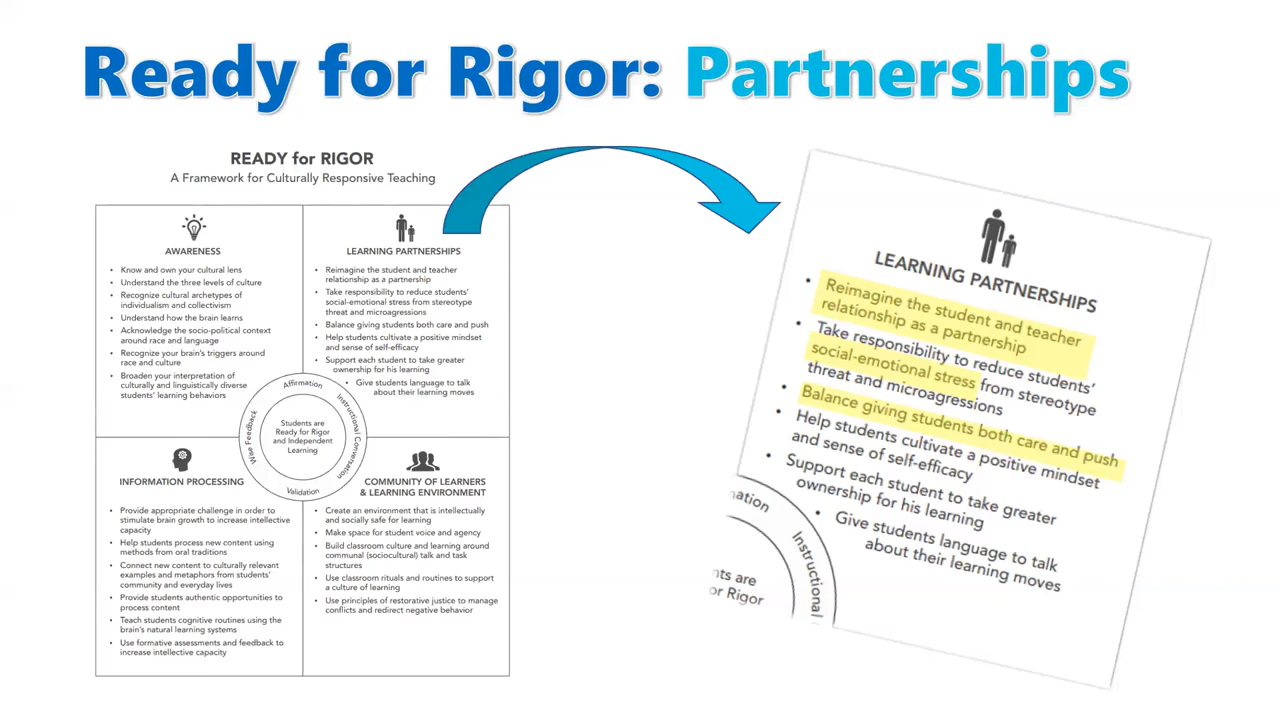 Ready for Rigor: Partnerships
READY for RIGOR
A Framework for Culturally Responsive Teaching
AWARENESS
• Know and own your cultural lens
• Understand the three levels of culture
• Recognize cultural archetypes of
individualism and collectivism
• Understand how the brain learns
• Acknowledge the socio-political context
around race and language
• Recognize your brain's triggers around
race and culture
• Broaden your interpretation of
culturally and linguistically diverse
students' learning behaviors
LEARNING PARTNERSHIPS
• Reimagine the student and teacher
relationship as a partnership
• Take responsibility to reduce students'
social-emotional stress from stereotype
threat and microagressions
• Balance giving students both care and push
• Help students cultivate a positive mindset
and sense of self-efficacy
• Support each student to take greater
ownership for his learning
• Give students language to talk
about their learning moves
Affirmation
Instructional Conversation
Validation
Wise Feedback
Students are
Ready for Rigor
and Independent
Learning
INFORMATION PROCESSING
• Provide appropriate challenge in order to
stimulate brain growth to increase intellective
capacity
• Help students process new content using
methods from oral traditions
• Connect new content to culturally relevant
examples and metaphors from students'
community and everyday lives
• Provide students authentic opportunities to
process content
• Teach students cognitive routines using the
brain's natural learning systems
• Use formative assessments and feedback to
increase intellective capacity
COMMUNITY OF LEARNERS
& LEARNING ENVIRONMENT
• Create an environment that is intellectually
and socially safe for learning
• Make space for student voice and agency
• Build classroom culture and learning around
communal (sociocultural) talk and task
structures
• Use classroom rituals and routines to support
a culture of learning
• Use principles of restorative justice to manage
conflicts and redirect negative behavior
LEARNING PARTNERSHIPS
• Reimagine the student and teacher
relationship as a partnership
• Take responsibility to reduce students'
social-emotional stress from stereotype
threat and microagressions
• Balance giving students both care and push
• Help students cultivate a positive mindset
and sense of self-efficacy
• Support each student to take greater
ownership for his learning
• Give students language to talk
about their learning moves
nation
Instructional
nts are
or Rigor